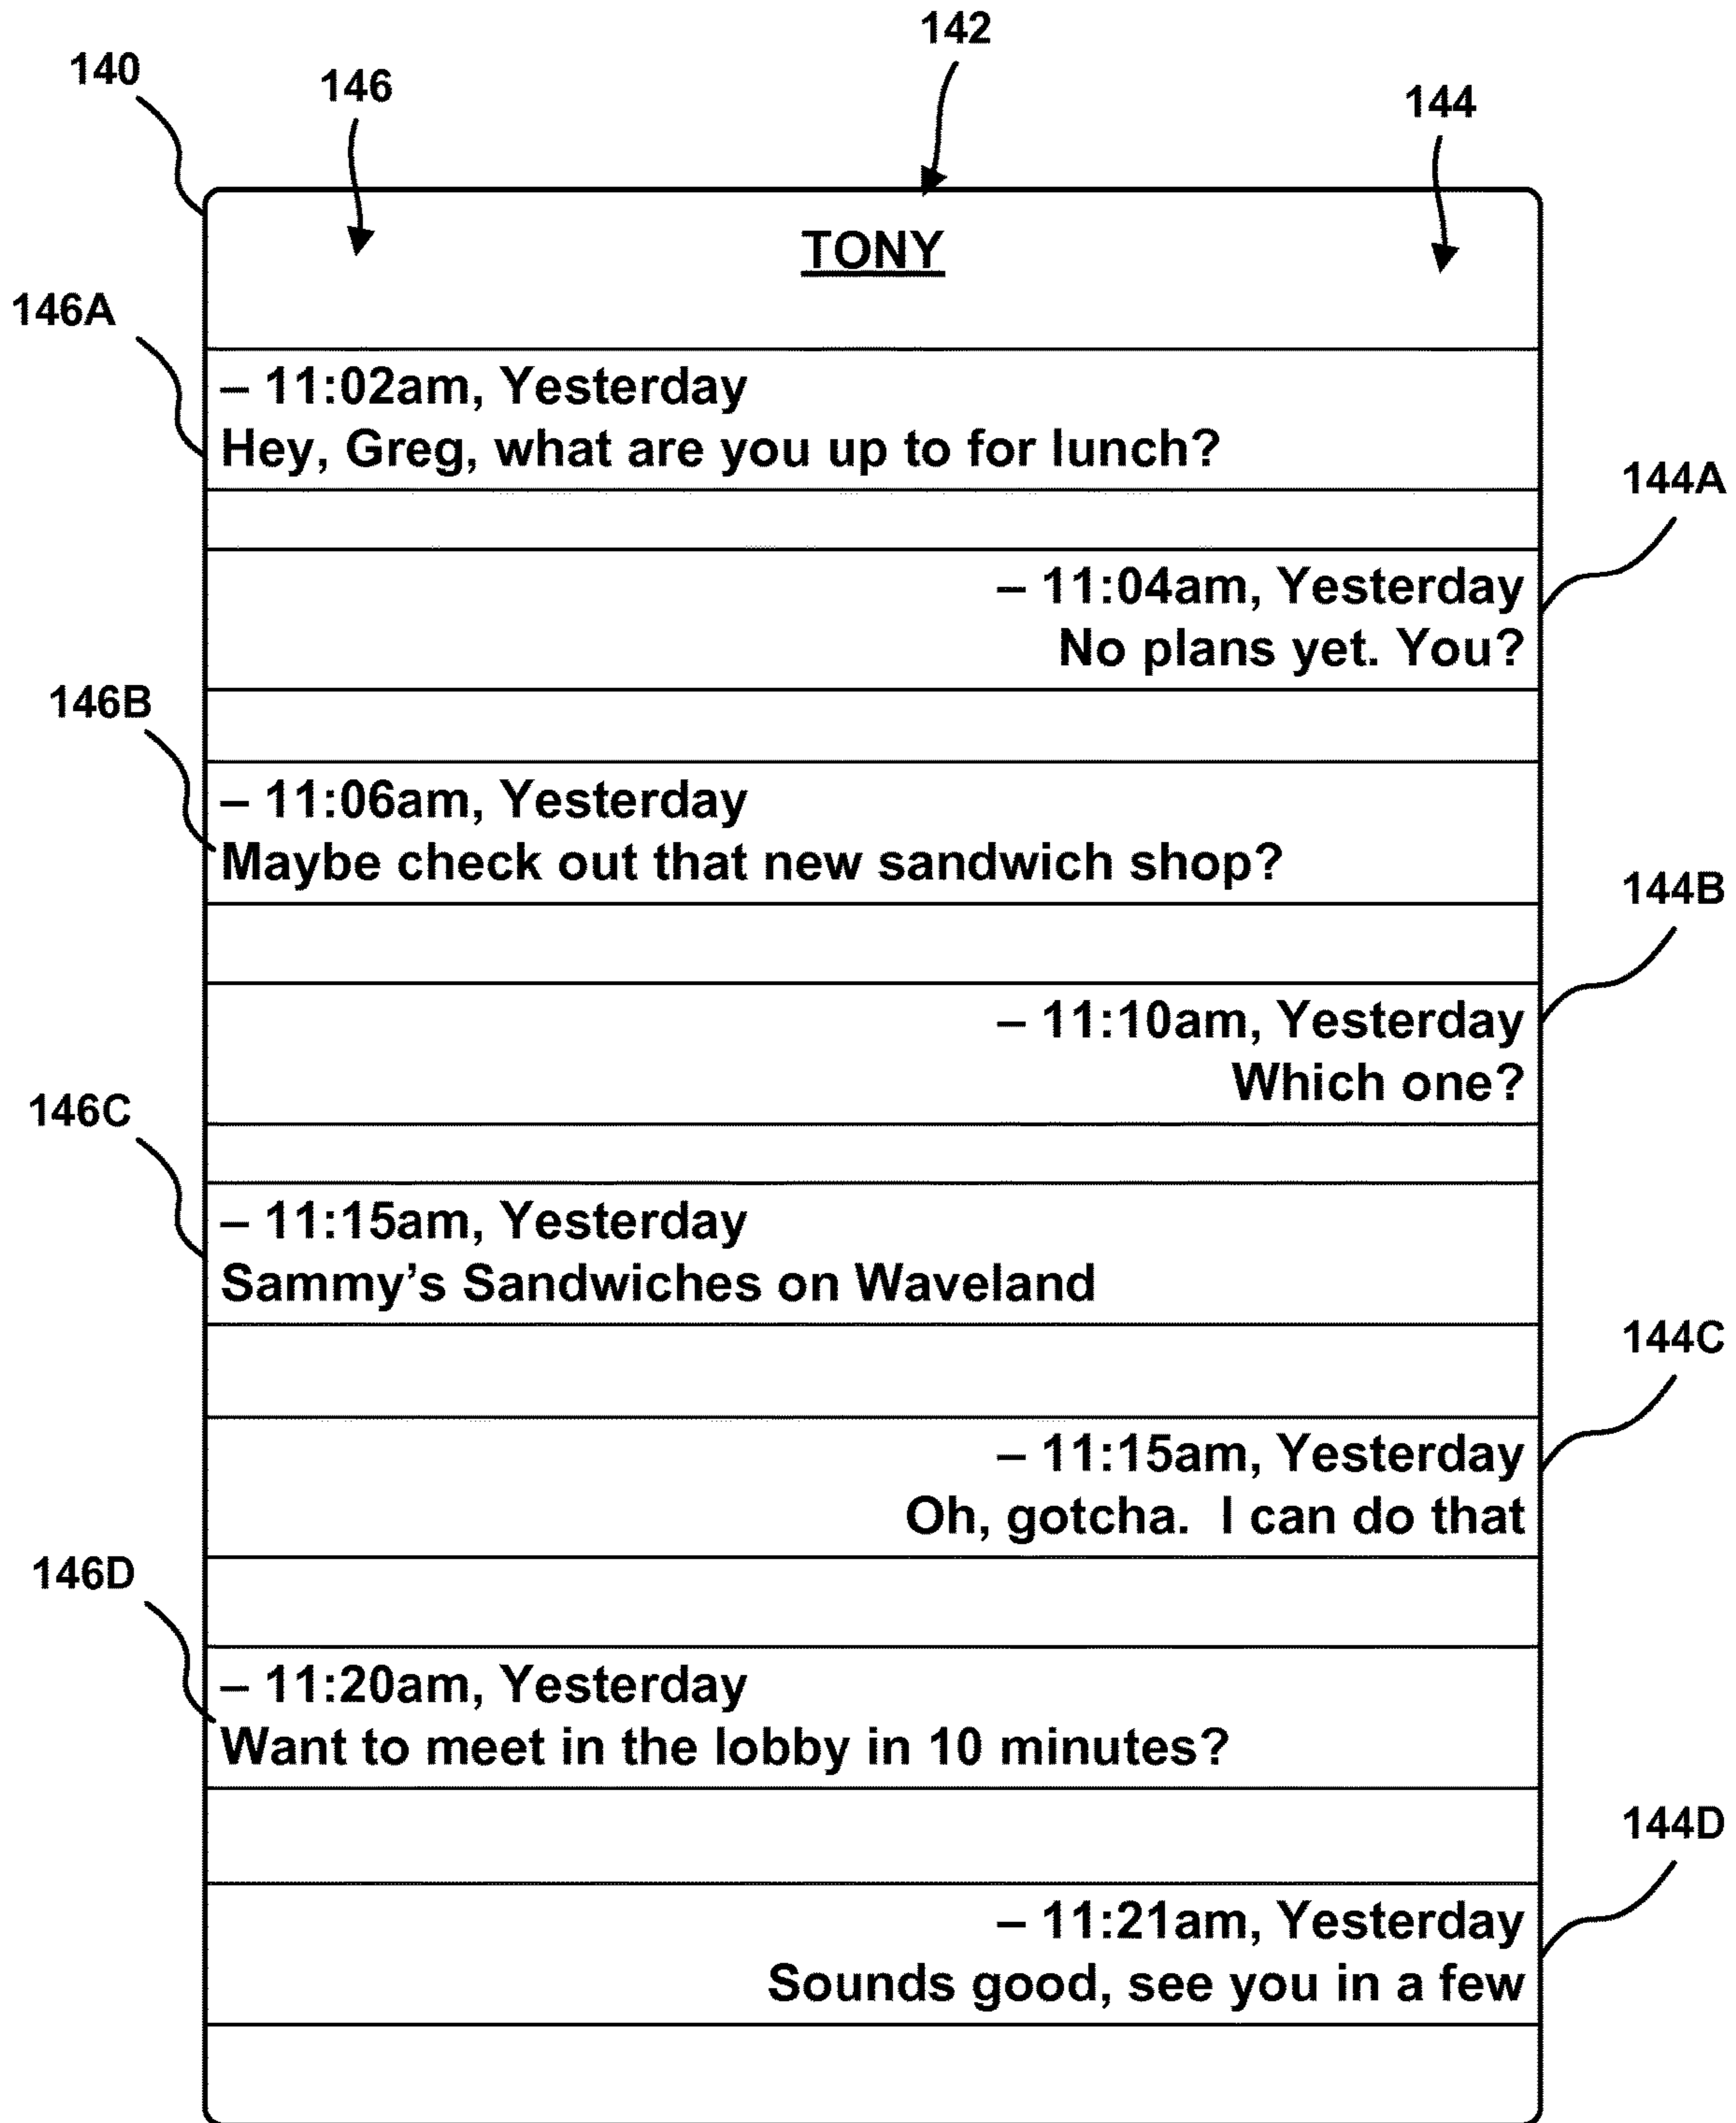 142
140
146
144
TONY
146A
– 11:02am, Yesterday
Hey, Greg, what are you up to for lunch?
144A
– 11:04am, Yesterday
No plans yet. You?
146B
– 11:06am, Yesterday
Maybe check out that new sandwich shop?
144B
– 11:10am, Yesterday
Which one?
146C
– 11:15am, Yesterday
Sammy’s Sandwiches on Waveland
144C
– 11:15am, Yesterday
Oh, gotcha.  I can do that
146D
– 11:20am, Yesterday
Want to meet in the lobby in 10 minutes?
144D
– 11:21am, Yesterday
Sounds good, see you in a few